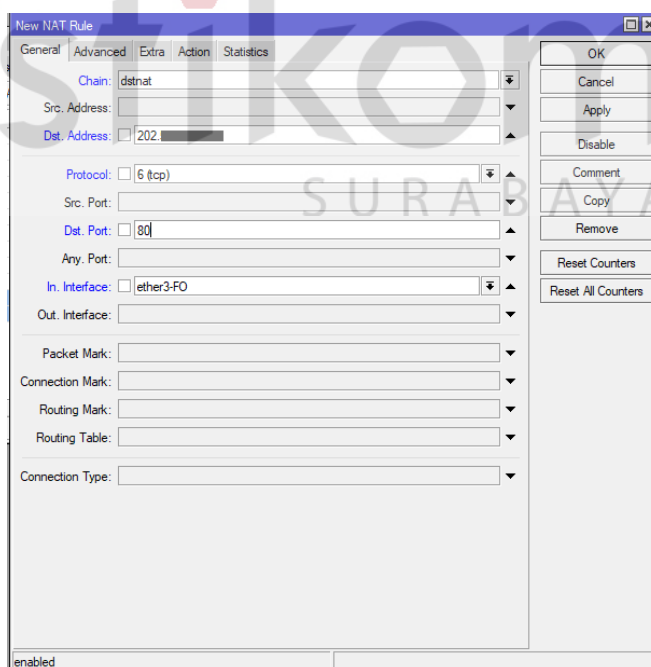 New NAT Rule
General Advanced Extra Action Statistics
Chain: dstnat
Src. Address:
Dst. Address: 202.
Protocol: 6 (tcp)
Src. Port:
Dst. Port: 80
Any. Port:
In. Interface: ether3-FO
Out. Interface:
Packet Mark:
Connection Mark:
Routing Mark:
Routing Table:
Connection Type:
OK
Cancel
Apply
Disable
Comment
Copy
Remove
Reset Counters
Reset All Counters
enabled
stikom
SURABAYA